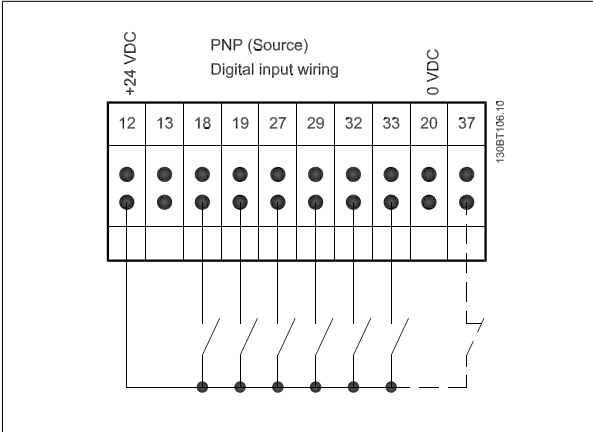 +24 VDC
PNP (Source)
Digital input wiring
0 VDC
12 13 18 19 27 29 32 33 20 37
130BT106.10